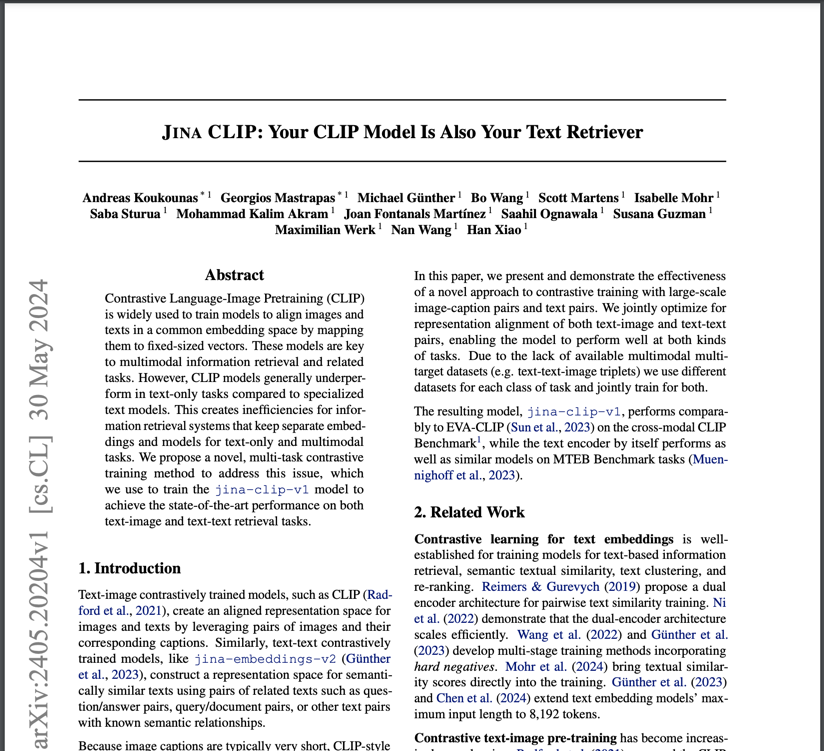 JINA CLIP: Your CLIP Model Is Also Your Text Retriever
Andreas Koukounas * 1 Georgios Mastrapas * 1 Michael Günther 1 Bo Wang 1 Scott Martens 1 Isabelle Mohr 1
Saba Sturua 1 Mohammad Kalim Akram 1 Joan Fontanals Martínez 1 Saahil Ognawala 1 Susana Guzman 1
Maximilian Werk 1 Nan Wang 1 Han Xiao 1
arXiv:2405.20204v1 [cs.CL] 30 May 2024
Abstract
Contrastive Language-Image Pretraining (CLIP)
is widely used to train models to align images and
texts in a common embedding space by mapping
them to fixed-sized vectors. These models are key
to multimodal information retrieval and related
tasks. However, CLIP models generally underper-
form in text-only tasks compared to specialized
text models. This creates inefficiencies for infor-
mation retrieval systems that keep separate embed-
dings and models for text-only and multimodal
tasks. We propose a novel, multi-task contrastive
training method to address this issue, which
we use to train the jina-clip-v1 model to
achieve the state-of-the-art performance on both
text-image and text-text retrieval tasks.
1. Introduction
Text-image contrastively trained models, such as CLIP (Rad-
ford et al., 2021), create an aligned representation space for
images and texts by leveraging pairs of images and their
corresponding captions. Similarly, text-text contrastively
trained models, like jina-embeddings-v2 (Günther
et al., 2023), construct a representation space for semanti-
cally similar texts using pairs of related texts such as ques-
tion/answer pairs, query/document pairs, or other text pairs
with known semantic relationships.
Because image captions are typically very short, CLIP-style
In this paper, we present and demonstrate the effectiveness
of a novel approach to contrastive training with large-scale
image-caption pairs and text pairs. We jointly optimize for
representation alignment of both text-image and text-text
pairs, enabling the model to perform well at both kinds
of tasks. Due to the lack of available multimodal multi-
target datasets (e.g. text-text-image triplets) we use different
datasets for each class of task and jointly train for both.
The resulting model, jina-clip-v1, performs compara-
bly to EVA-CLIP (Sun et al., 2023) on the cross-modal CLIP
Benchmark1, while the text encoder by itself performs as
well as similar models on MTEB Benchmark tasks (Muen-
nighoff et al., 2023).
2. Related Work
Contrastive learning for text embeddings is well-
established for training models for text-based information
retrieval, semantic textual similarity, text clustering, and
re-ranking. Reimers & Gurevych (2019) propose a dual
encoder architecture for pairwise text similarity training. Ni
et al. (2022) demonstrate that the dual-encoder architecture
scales efficiently. Wang et al. (2022) and Günther et al.
(2023) develop multi-stage training methods incorporating
hard negatives. Mohr et al. (2024) bring textual similar-
ity scores directly into the training. Günther et al. (2023)
and Chen et al. (2024) extend text embedding models' max-
imum input length to 8,192 tokens.
Contrastive text-image pre-training has become increas-